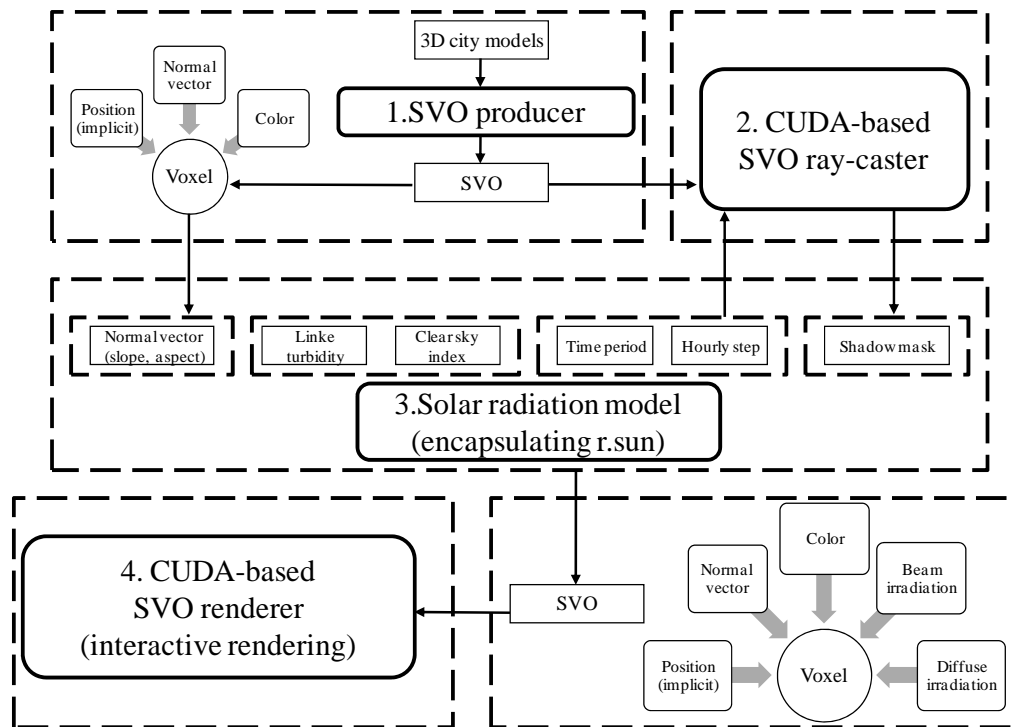 3D city models
1.SVO producer
SVO
Normal
vector
Position
(implicit)
Color
Voxel
2. CUDA-based
SVO ray-caster
Normal vector
(slope, aspect)
Linke
turbidity
Clear sky
index
Time period
Hourly step
Shadow mask
3.Solar radiation model
(encapsulating r.sun)
4. CUDA-based
SVO renderer
(interactive rendering)
SVO
Color
Normal
vector
Beam
irradiation
Position
(implicit)
Voxel
Diffuse
irradiation